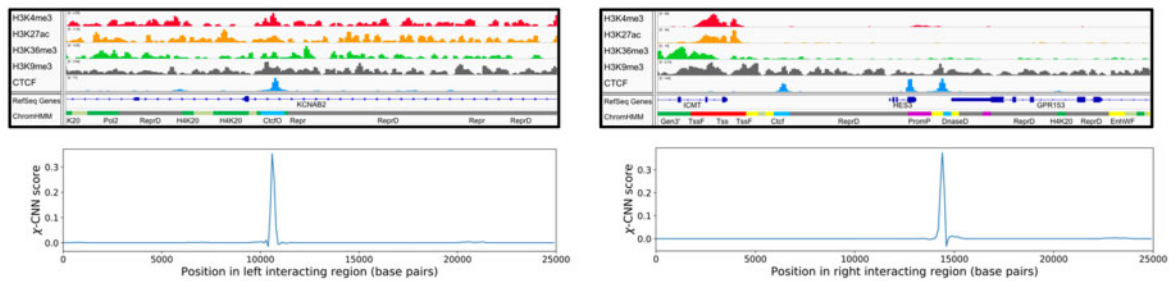 H3K4me3
H3K27ac
H3K36me3
H3K9me3
CTCF
RefSeq Genes
KCNAB2
ChromHMM
K20 Pol2 ReprD H4K20 H4K20 CtcfO Repr ReprD Repr ReprD
χ-CNN score
0.3
0.2
0.1
0.0
0 5000 10000 15000 20000 25000
Position in left interacting region (base pairs)
H3K4me3
H3K27ac
H3K36me3
H3K9me3
CTCF
RefSeq Genes
ICMT HES3 GPR153
ChromHMM
Gen3' TssF Tss TssF Ctcf ReprD PromP DnaseD ReprD H4K20 ReprD EnhWF
χ-CNN score
0.3
0.2
0.1
0.0
0 5000 10000 15000 20000 25000
Position in right interacting region (base pairs)